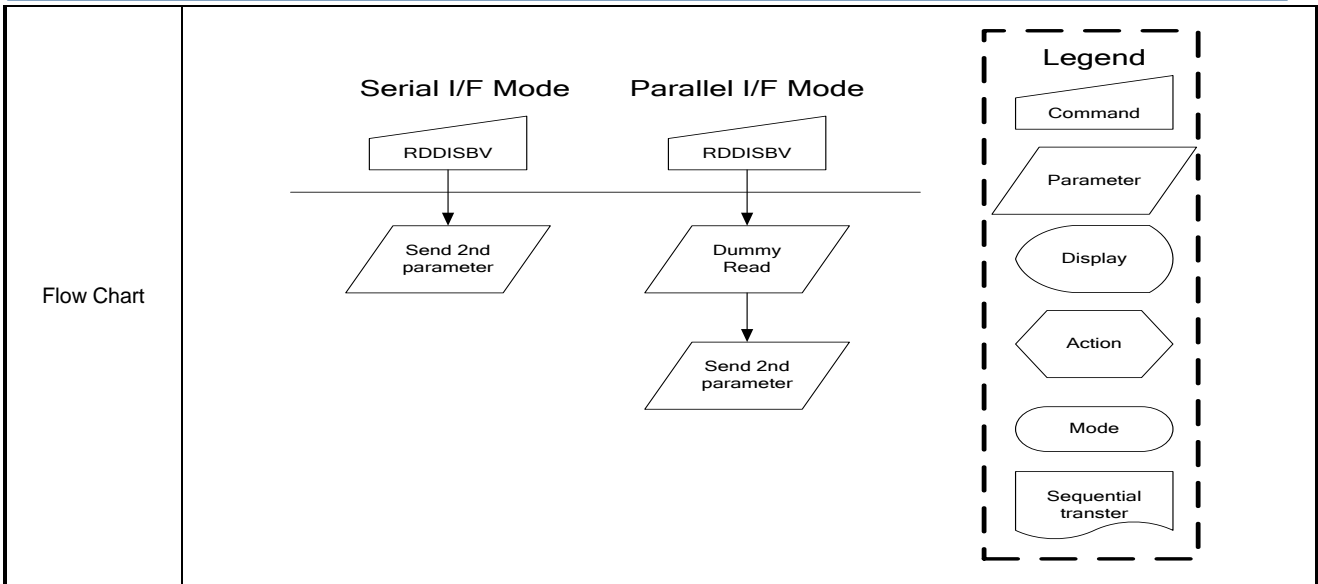 Flow Chart
Serial I/F Mode
RDDISBV
Send 2nd
parameter
Parallel I/F Mode
RDDISBV
Dummy
Read
Send 2nd
parameter
Legend
Command
Parameter
Display
Action
Mode
Sequential
transter